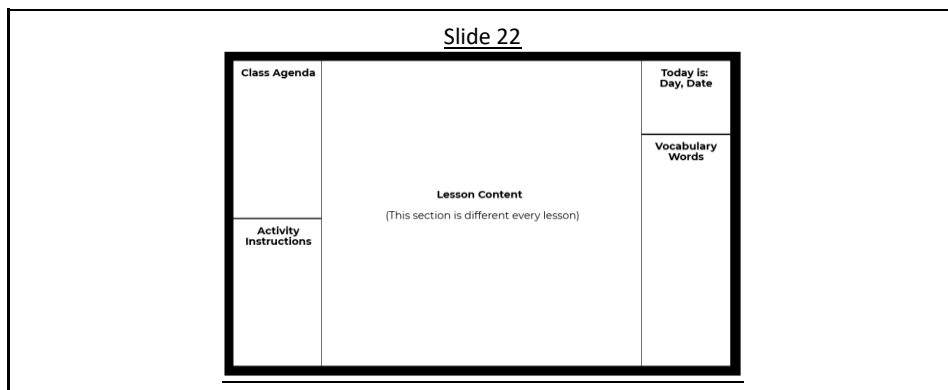 Slide 22
Class Agenda
Activity
Instructions
Lesson Content
(This section is different every lesson)
Today is:
Day, Date
Vocabulary
Words